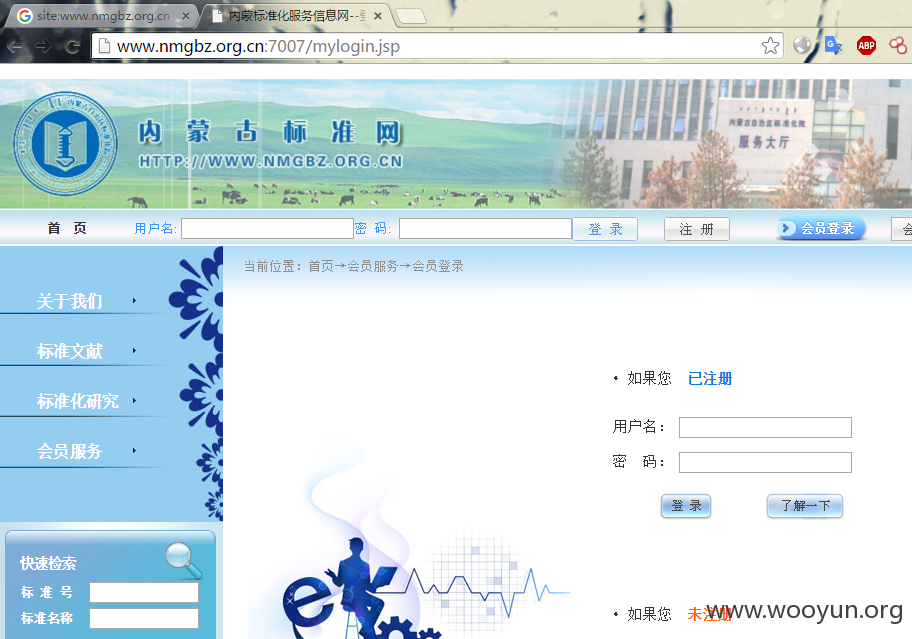 site:www.nmgbz.org.cn
内蒙标准化服务信息网--
www.nmgbz.org.cn:7007/mylogin.jsp
ABP
内蒙古标准网
HTTP://WWW.NMGBZ.ORG.CN
内蒙古自治区标准化院
服务大厅
首 页 用户名: 密 码: 登 录 注 册 会员登录 会
当前位置：首页→会员服务→会员登录
关于我们
标准文献
标准化研究
会员服务
• 如果您 已注册
用户名：
密 码：
登 录 了解一下
快速检索
标 准 号
标准名称
• 如果您 未注册
www.wooyun.org